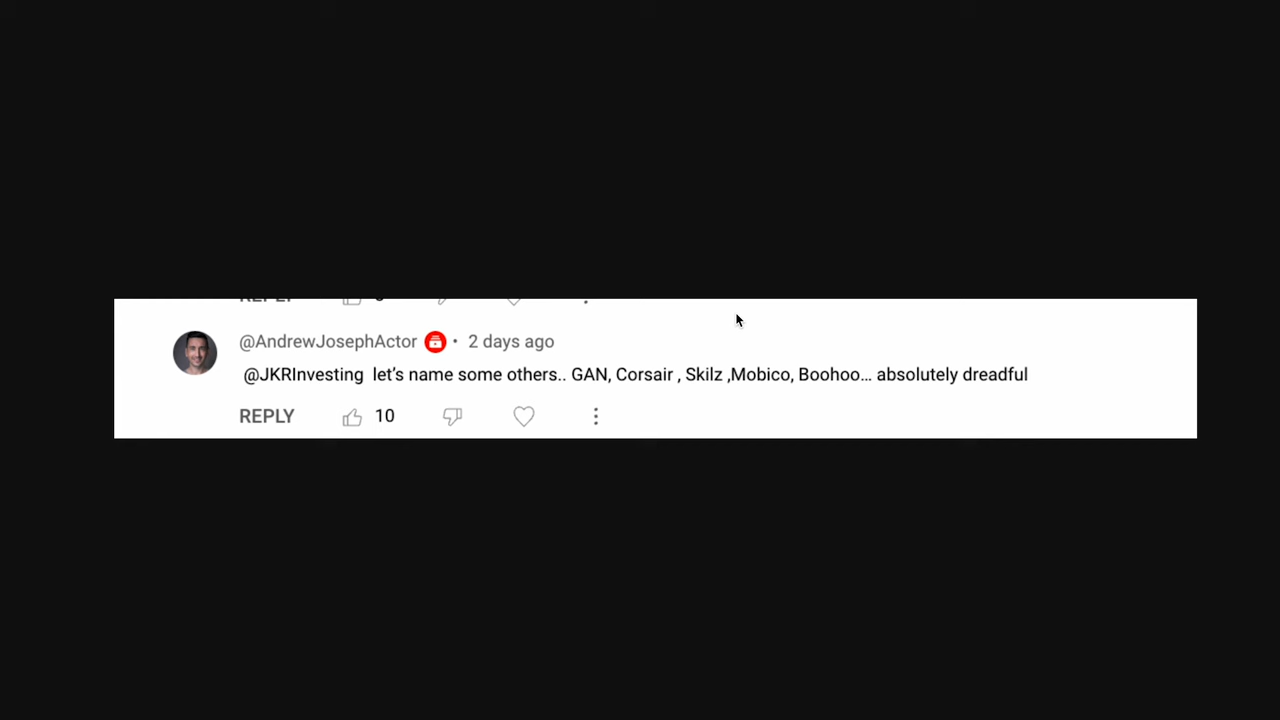 @AndrewJosephActor • 2 days ago
@JKRInvesting let's name some others.. GAN, Corsair , Skilz ,Mobico, Boohoo... absolutely dreadful
REPLY 10